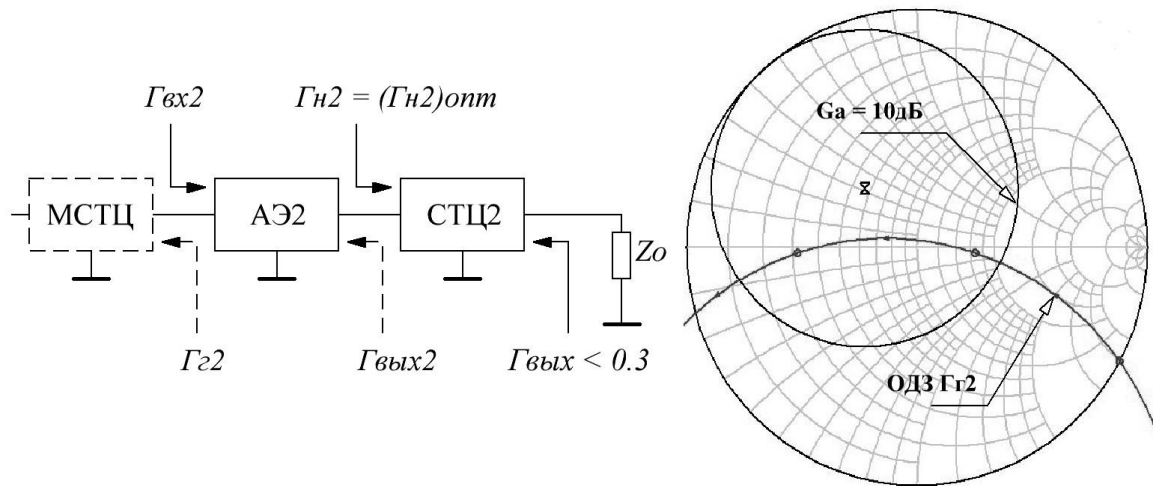 Гвх2
Гн2 = (Гн2)опт
МСТЦ
АЭ2
СТЦ2
Zo
Гг2
Гвых2
Гвых < 0.3
Ga = 10дБ
ОДЗ Гг2